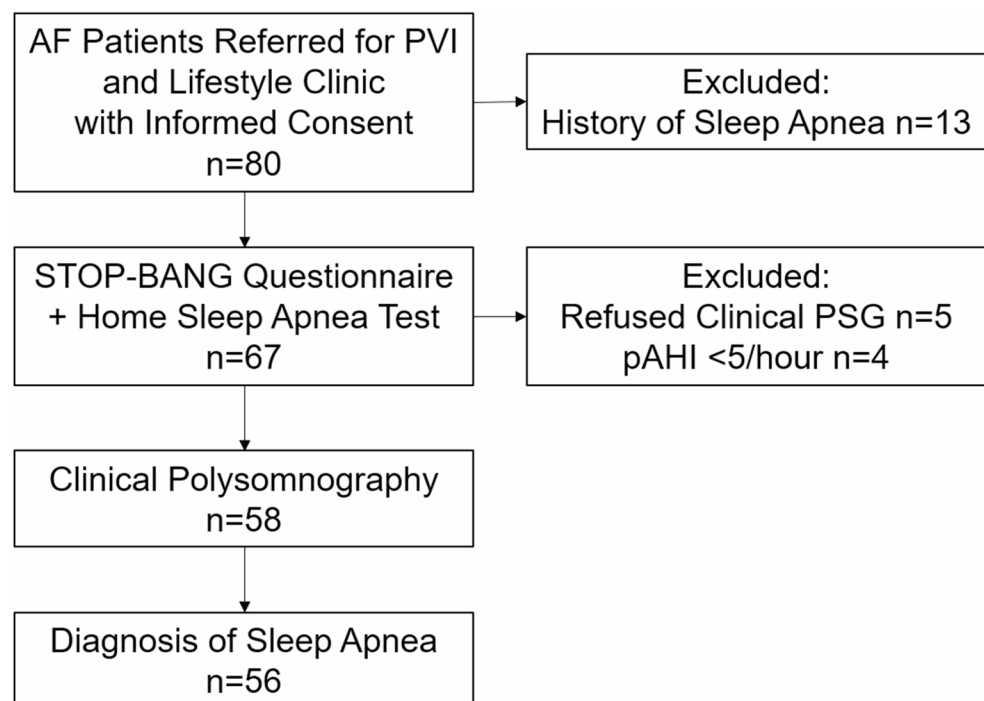 AF Patients Referred for PVI
and Lifestyle Clinic
with Informed Consent
n=80
Excluded:
History of Sleep Apnea n=13
STOP-BANG Questionnaire
+ Home Sleep Apnea Test
n=67
Excluded:
Refused Clinical PSG n=5
pAHI <5/hour n=4
Clinical Polysomnography
n=58
Diagnosis of Sleep Apnea
n=56